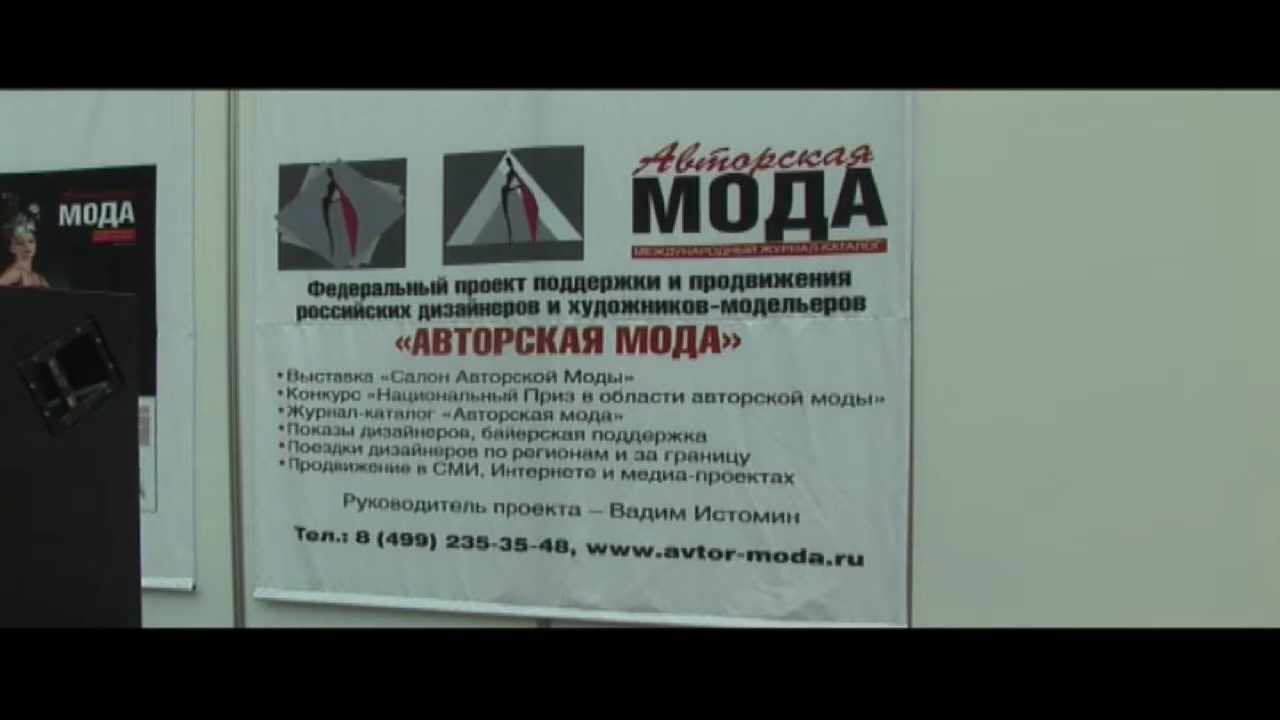 МОДА
Авторская
МОДА
МЕЖДУНАРОДНЫЙ ЖУРНАЛ-КАТАЛОГ
Федеральный проект поддержки и продвижения
российских дизайнеров и художников-модельеров
«АВТОРСКАЯ МОДА»
•Выставка «Салон Авторской Моды»
•Конкурс «Национальный Приз в области авторской моды»
•Журнал-каталог «Авторская мода»
•Показы дизайнеров, байерская поддержка
•Поездки дизайнеров по регионам и за границу
•Продвижение в СМИ, Интернете и медиа-проектах
Руководитель проекта – Вадим Истомин
Тел.: 8 (499) 235-35-48, www.avtor-moda.ru